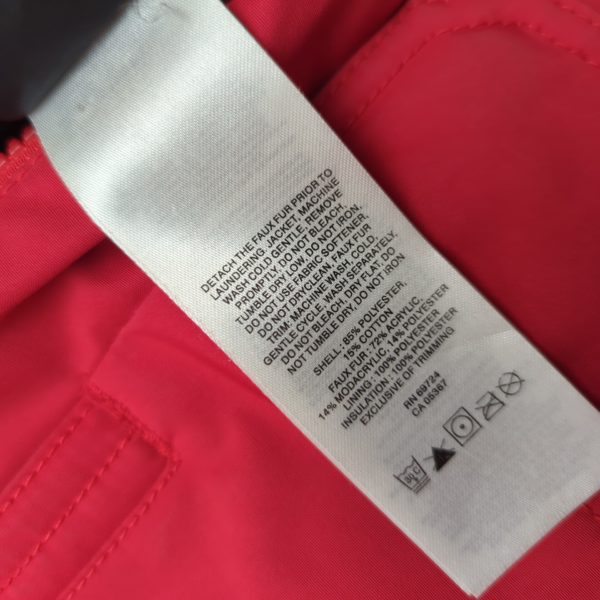 DETACH THE FAUX FUR PRIOR TO
LAUNDERING. JACKET, MACHINE
WASH COLD, GENTLE, REMOVE
PROMPTLY, DO NOT BLEACH,
TUMBLE DRY LOW, DO NOT IRON,
DO NOT USE FABRIC SOFTENER,
DO NOT DRYCLEAN. FAUX FUR
TRIM: MACHINE WASH, COLD,
GENTLE CYCLE, WASH SEPARATELY,
DO NOT BLEACH, DRY FLAT, DO
NOT TUMBLE DRY, DO NOT IRON
SHELL: 85% POLYESTER,
15% COTTON
FAUX FUR: 72% ACRYLIC,
14% MODACRYLIC, 14% POLYESTER
LINING: 100% POLYESTER
INSULATION: 100% POLYESTER
EXCLUSIVE OF TRIMMING
RN 69724
CA 05367
30 C